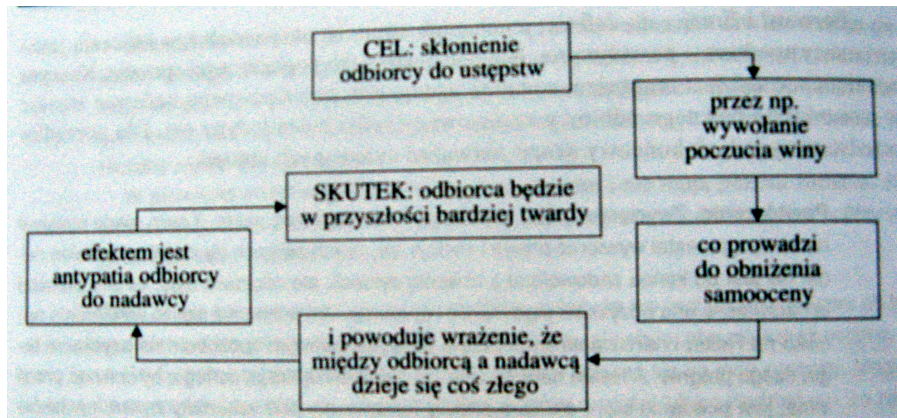 CEL: skłonienie
odbiorcy do ustępstw
przez np.
wywołanie
poczucia winy
co prowadzi
do obniżenia
samooceny
i powoduje wrażenie, że
między odbiorcą a nadawcą
dzieje się coś złego
efektem jest
antypatia odbiorcy
do nadawcy
SKUTEK: odbiorca będzie
w przyszłości bardziej twardy